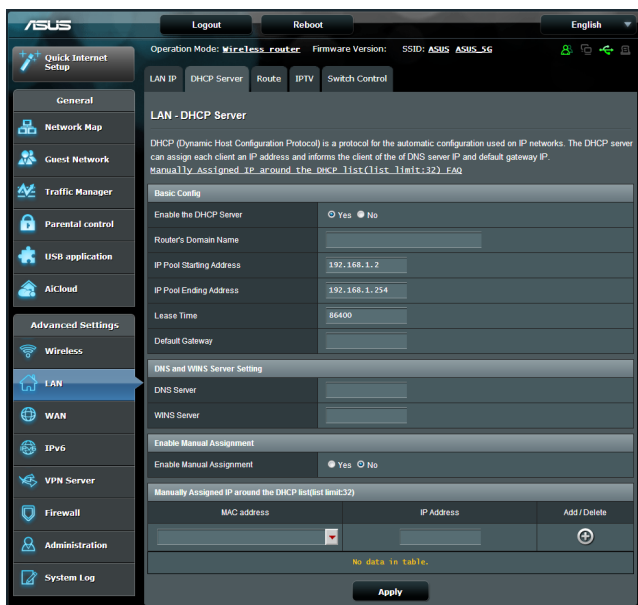 ASUS
Logout
Reboot
English
Quick Internet
Setup
Operation Mode: Wireless router Firmware Version: SSID: ASUS ASUS_5G
LAN IP
DHCP Server
Route
IPTV
Switch Control
General
Network Map
Guest Network
Traffic Manager
Parental control
USB application
AiCloud
Advanced Settings
Wireless
LAN
WAN
IPv6
VPN Server
Firewall
Administration
System Log
LAN - DHCP Server
DHCP (Dynamic Host Configuration Protocol) is a protocol for the automatic configuration used on IP networks. The DHCP server
can assign each client an IP address and informs the client of the of DNS server IP and default gateway IP.
Manually Assigned IP around the DHCP list(list limit:32) FAQ
Basic Config
Enable the DHCP Server Yes No
Router's Domain Name
IP Pool Starting Address 192.168.1.2
IP Pool Ending Address 192.168.1.254
Lease Time 86400
Default Gateway
DNS and WINS Server Setting
DNS Server
WINS Server
Enable Manual Assignment
Enable Manual Assignment Yes No
Manually Assigned IP around the DHCP list(list limit:32)
MAC address IP Address Add / Delete
No data in table.
Apply